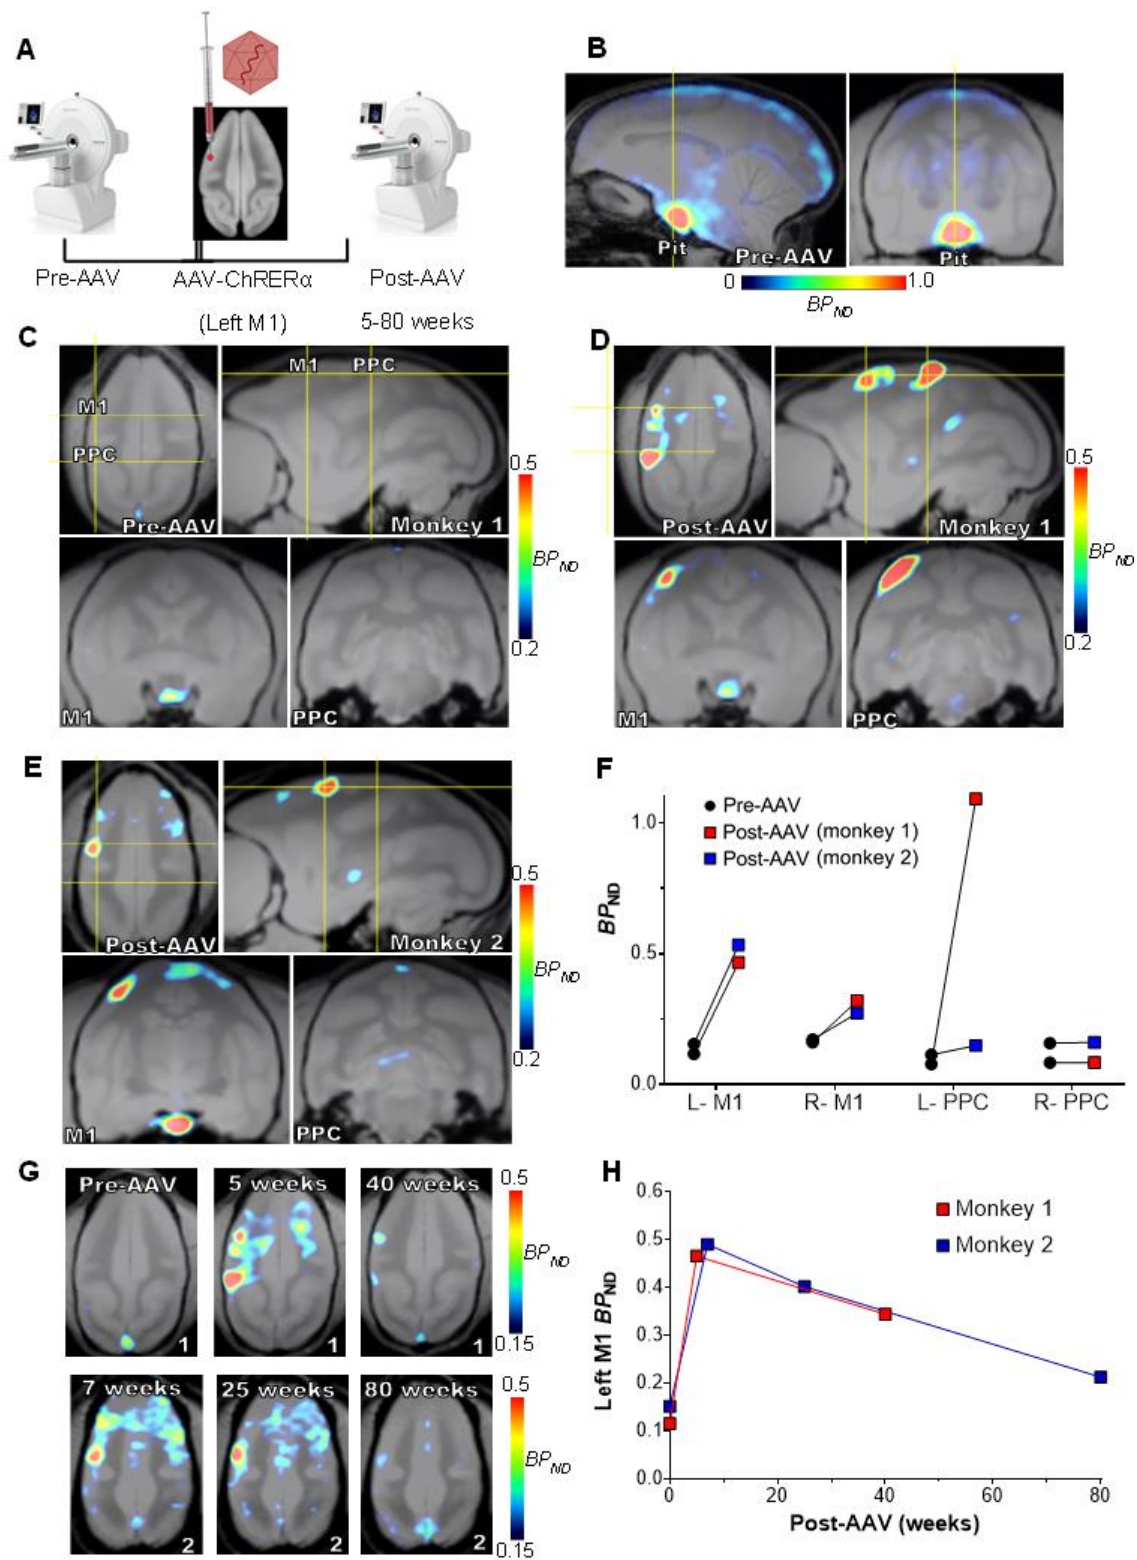 A
Pre-AAV
AAV-ChRERα
Post-AAV
(Left M1)
5-80 weeks
B
Pit
Pre-AAV
Pit
0
1.0
BPND
C
M1
PPC
Pre-AAV
M1
PPC
Monkey 1
M1
PPC
0.5
BPND
0.2
D
Post-AAV
Monkey 1
M1
PPC
0.5
BPND
0.2
E
Post-AAV
Monkey 2
M1
PPC
0.5
BPND
0.2
F
Pre-AAV
Post-AAV (monkey 1)
Post-AAV (monkey 2)
BPND
1.0
0.5
0.0
L- M1
R- M1
L- PPC
R- PPC
G
Pre-AAV
1
5 weeks
1
40 weeks
1
0.5
BPND
0.15
7 weeks
2
25 weeks
2
80 weeks
2
0.5
BPND
0.15
H
Monkey 1
Monkey 2
Left M1 BPND
0.6
0.5
0.4
0.3
0.2
0.1
0.0
0
20
40
60
80
Post-AAV (weeks)